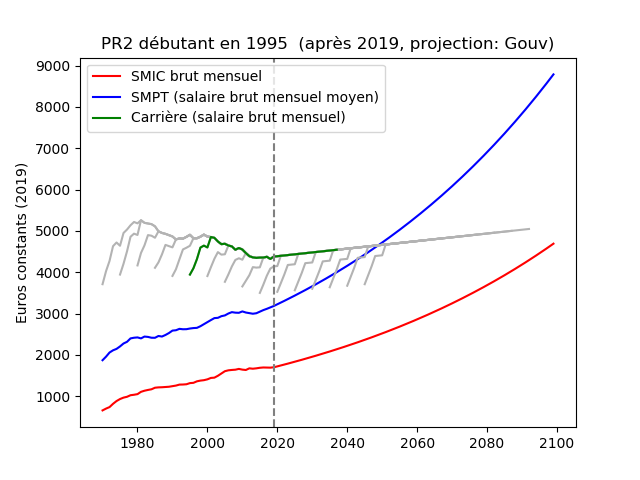 PR2 débutant en 1995  (après 2019, projection: Gouv)
SMIC brut mensuel
SMPT (salaire brut mensuel moyen)
Carrière (salaire brut mensuel)
Euros constants (2019)
9000
8000
7000
6000
5000
4000
3000
2000
1000
1980 2000 2020 2040 2060 2080 2100